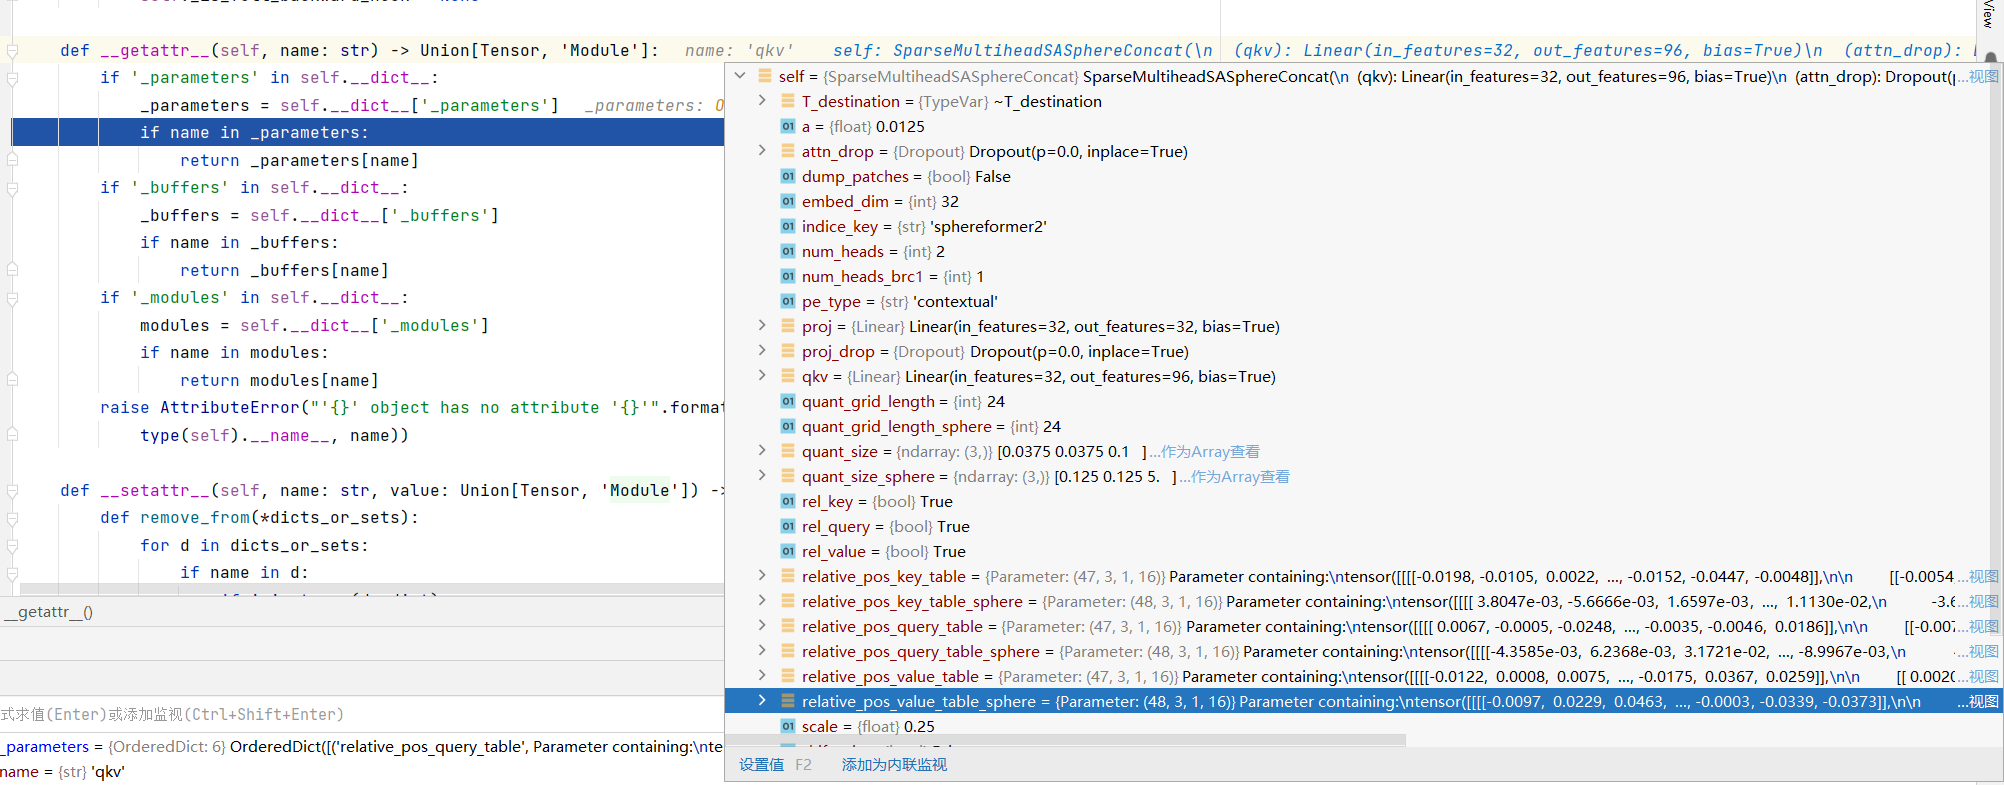 def __getattr__(self, name: str) -> Union[Tensor, 'Module']:   name: 'qkv'    self: SparseMultiheadSASphereConcat(\n  (qkv): Linear(in_features=32, out_features=96, bias=True)\n  (attn_drop):
if '_parameters' in self.__dict__:
_parameters = self.__dict__['_parameters']   _parameters:
if name in _parameters:
return _parameters[name]
if '_buffers' in self.__dict__:
_buffers = self.__dict__['_buffers']
if name in _buffers:
return _buffers[name]
if '_modules' in self.__dict__:
modules = self.__dict__['_modules']
if name in modules:
return modules[name]
raise AttributeError("'{}' object has no attribute '{}'".format
type(self).__name__, name))
def __setattr__(self, name: str, value: Union[Tensor, 'Module']) -
def remove_from(*dicts_or_sets):
for d in dicts_or_sets:
if name in d:
__getattr__()
式求值(Enter)或添加监视(Ctrl+Shift+Enter)
_parameters = {OrderedDict: 6} OrderedDict([('relative_pos_query_table', Parameter containing:\nte
name = {str} 'qkv'
self = {SparseMultiheadSASphereConcat} SparseMultiheadSASphereConcat(\n  (qkv): Linear(in_features=32, out_features=96, bias=True)\n  (attn_drop): Dropout(p ...视图
T_destination = {TypeVar} ~T_destination
a = {float} 0.0125
attn_drop = {Dropout} Dropout(p=0.0, inplace=True)
dump_patches = {bool} False
embed_dim = {int} 32
indice_key = {str} 'sphereformer2'
num_heads = {int} 2
num_heads_brc1 = {int} 1
pe_type = {str} 'contextual'
proj = {Linear} Linear(in_features=32, out_features=32, bias=True)
proj_drop = {Dropout} Dropout(p=0.0, inplace=True)
qkv = {Linear} Linear(in_features=32, out_features=96, bias=True)
quant_grid_length = {int} 24
quant_grid_length_sphere = {int} 24
quant_size = {ndarray: (3,)} [0.0375 0.0375 0.1   ] ...作为Array查看
quant_size_sphere = {ndarray: (3,)} [0.125 0.125 5.   ] ...作为Array查看
rel_key = {bool} True
rel_query = {bool} True
rel_value = {bool} True
relative_pos_key_table = {Parameter: (47, 3, 1, 16)} Parameter containing:\ntensor([[[[-0.0198, -0.0105,  0.0022,  ..., -0.0152, -0.0447, -0.0048]],\n\n        [[-0.0054 ...视图
relative_pos_key_table_sphere = {Parameter: (48, 3, 1, 16)} Parameter containing:\ntensor([[[[ 3.8047e-03, -5.6666e-03,  1.6597e-03,  ...,  1.1130e-02,\n          -3.6 ...视图
relative_pos_query_table = {Parameter: (47, 3, 1, 16)} Parameter containing:\ntensor([[[[ 0.0067, -0.0005, -0.0248,  ..., -0.0035, -0.0046,  0.0186]],\n\n        [[-0.007 ...视图
relative_pos_query_table_sphere = {Parameter: (48, 3, 1, 16)} Parameter containing:\ntensor([[[[-4.3585e-03,  6.2368e-03,  3.1721e-02,  ..., -8.9967e-03,\n          - ...视图
relative_pos_value_table = {Parameter: (47, 3, 1, 16)} Parameter containing:\ntensor([[[[-0.0122,  0.0008,  0.0075,  ..., -0.0175,  0.0367,  0.0259]],\n\n        [[ 0.0020 ...视图
relative_pos_value_table_sphere = {Parameter: (48, 3, 1, 16)} Parameter containing:\ntensor([[[[-0.0097,  0.0229,  0.0463,  ..., -0.0003, -0.0339, -0.0373]],\n\n ...视图
scale = {float} 0.25
设置值 F2   添加为内联监视
View